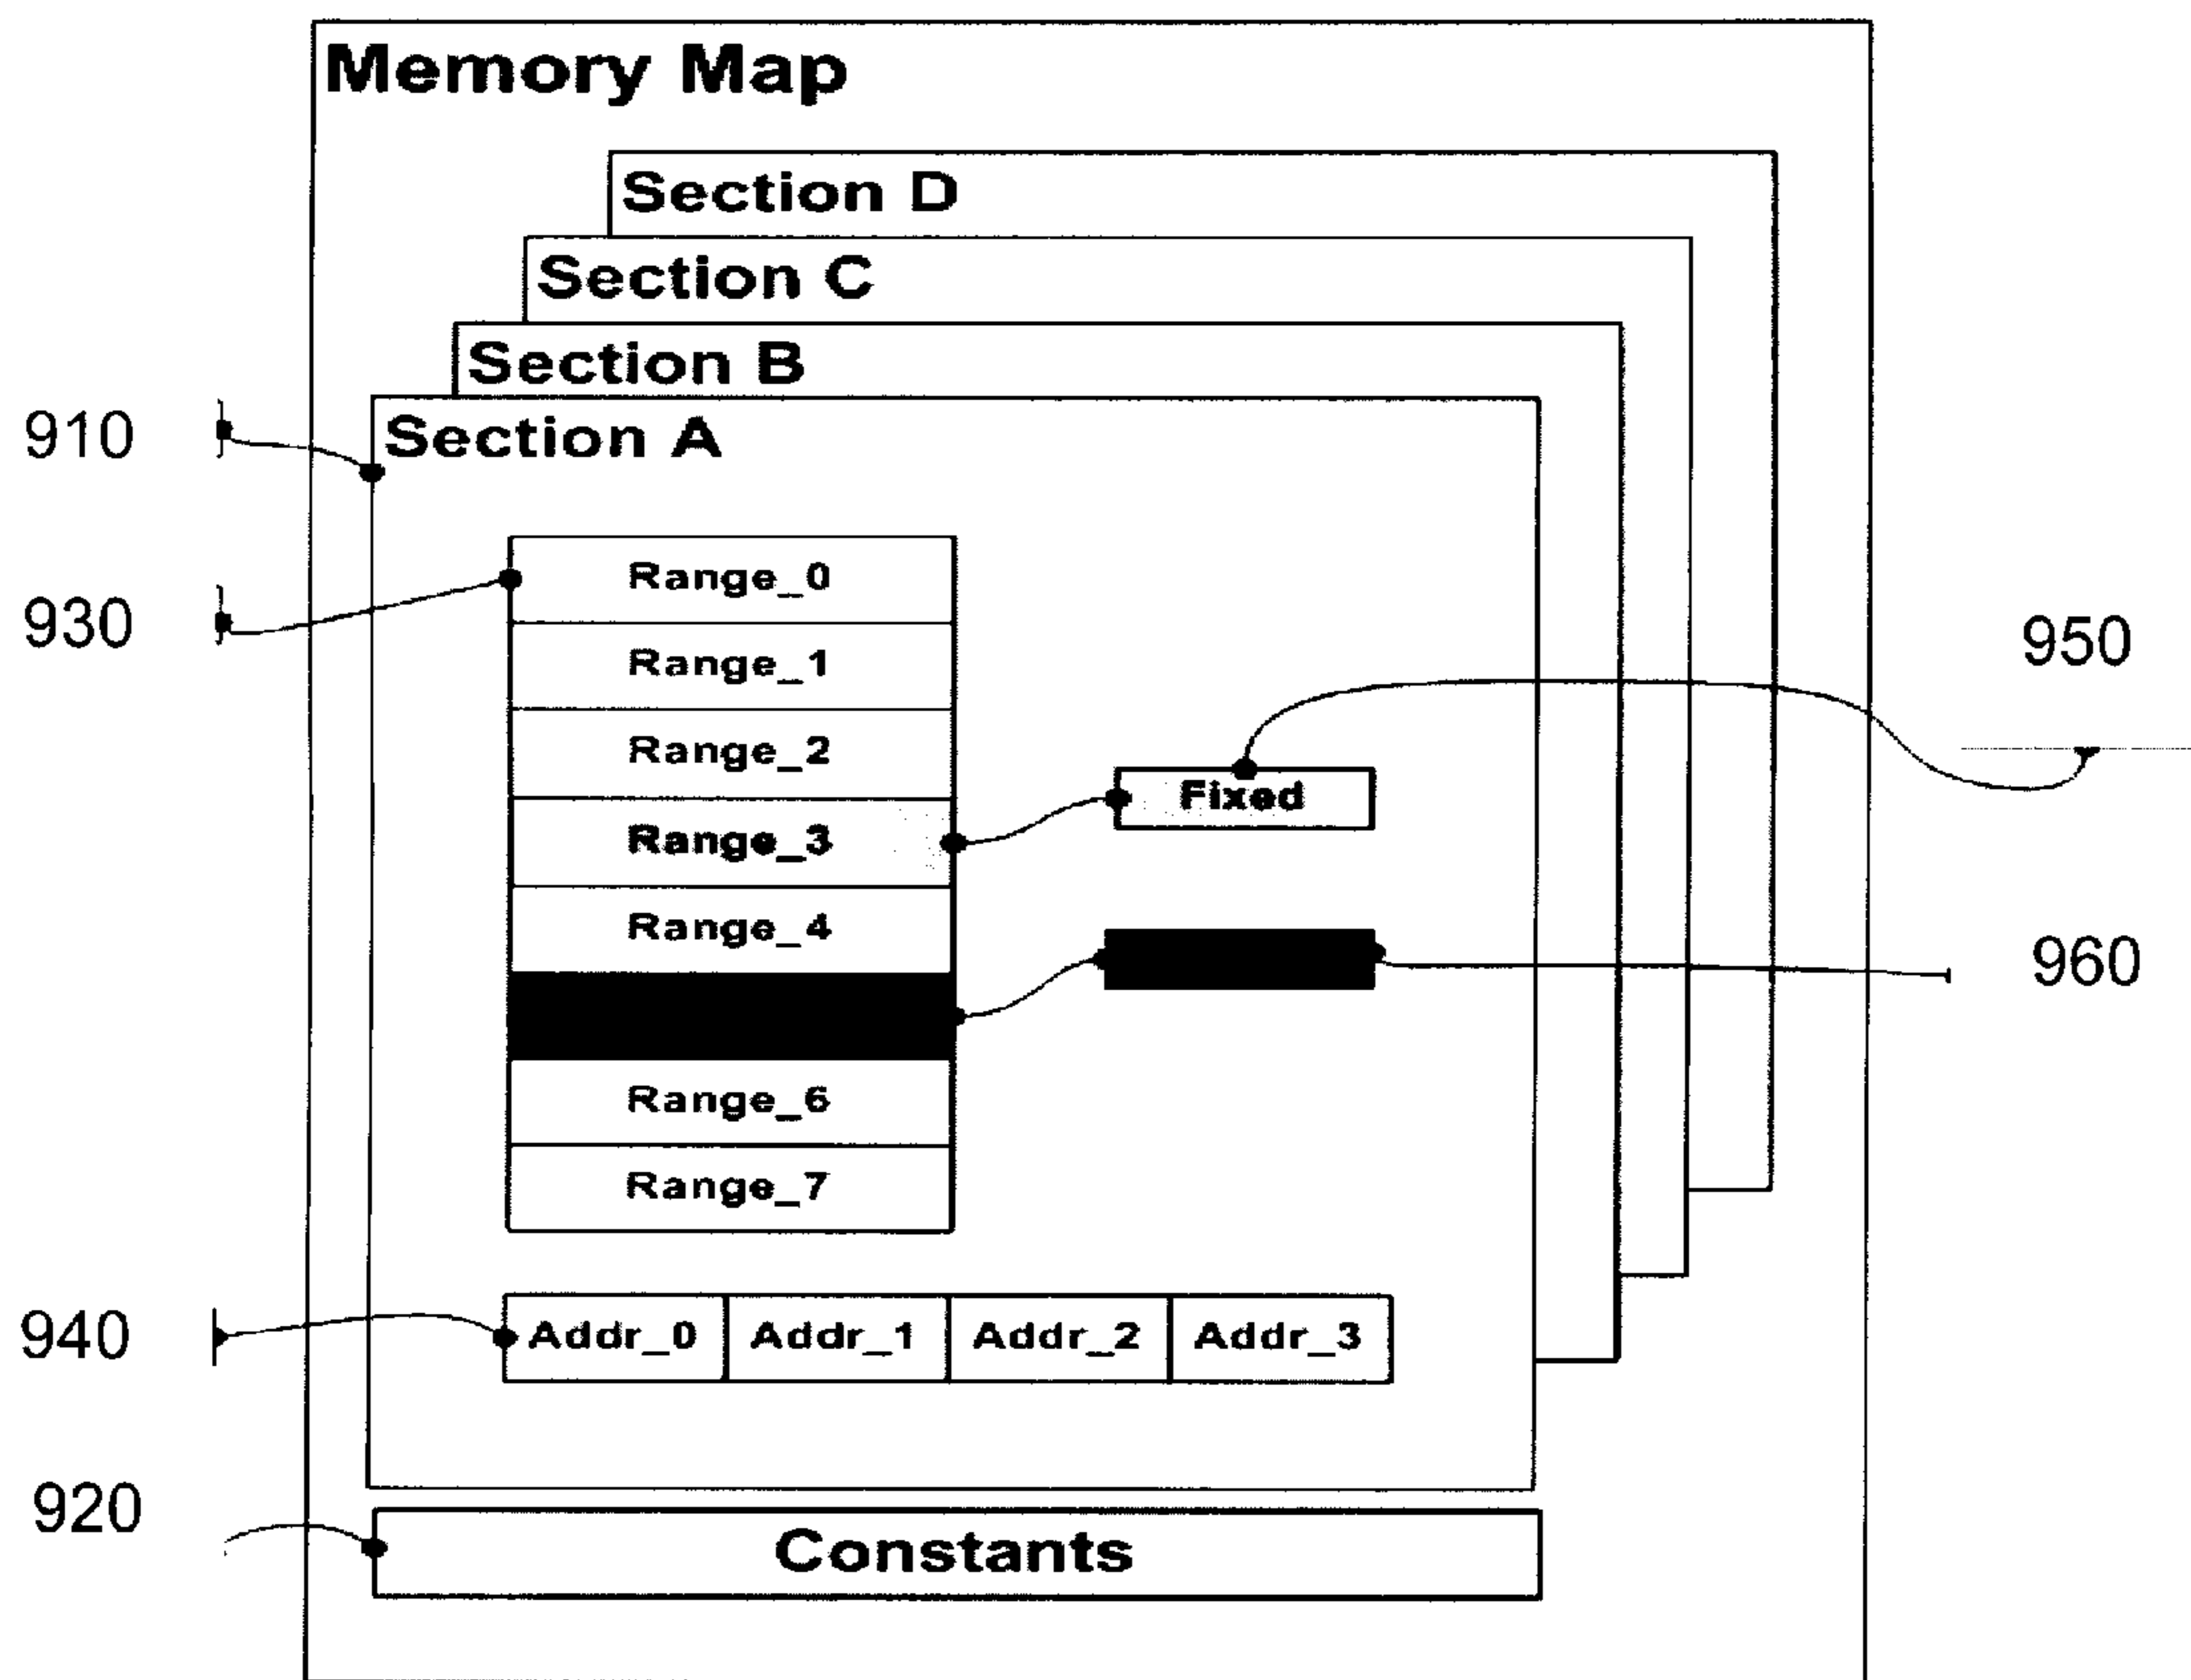 Memory Map
Section D
Section C
Section B
910
Section A
Range_0
930
Range_1
950
Range_2
Fixed
Range_3
Range_4
960
Range_6
Range_7
940
Addr_0 Addr_1 Addr_2 Addr_3
920
Constants